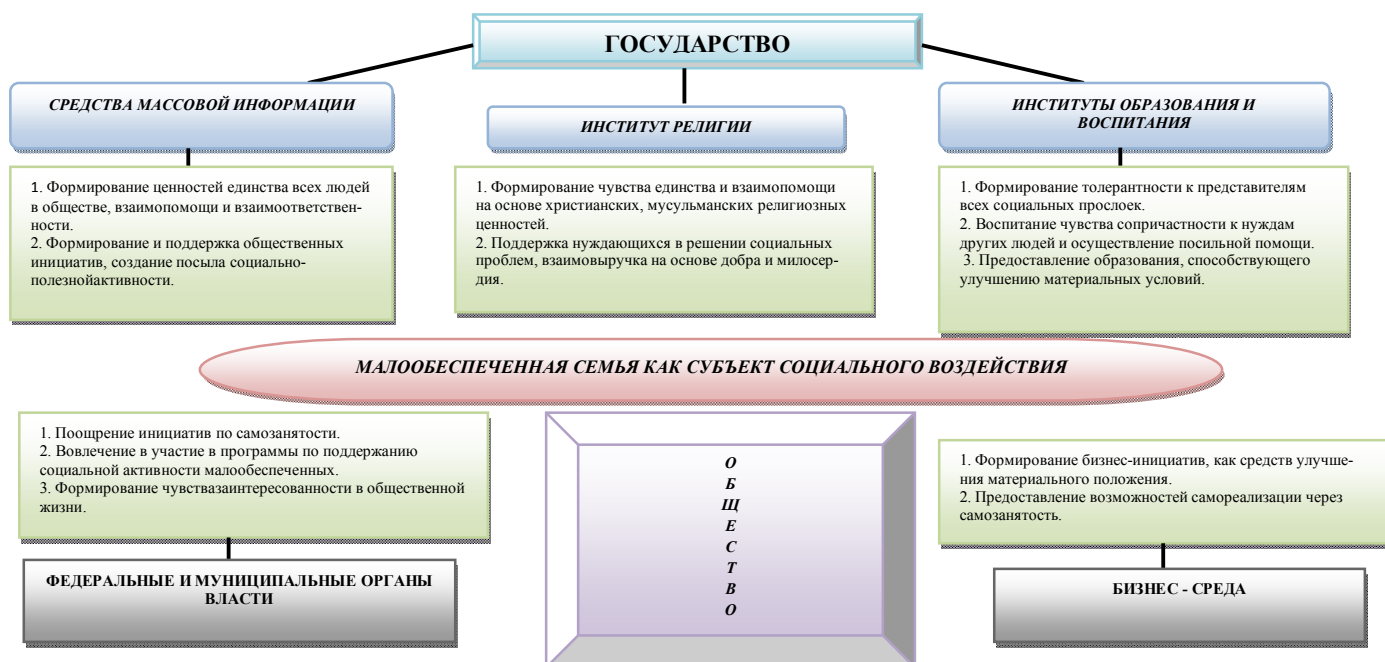 ГОСУДАРСТВО
СРЕДСТВА МАССОВОЙ ИНФОРМАЦИИ
ИНСТИТУТ РЕЛИГИИ
ИНСТИТУТЫ ОБРАЗОВАНИЯ И
ВОСПИТАНИЯ
1. Формирование ценностей единства всех людей
в обществе, взаимопомощи и взаимоответствен-
ности.
2. Формирование и поддержка общественных
инициатив, создание посыла социально-
полезнойактивности.
1. Формирование чувства единства и взаимопомощи
на основе христианских, мусульманских религиозных
ценностей.
2. Поддержка нуждающихся в решении социальных
проблем, взаимовыручка на основе добра и милосер-
дия.
1. Формирование толерантности к представителям
всех социальных прослоек.
2. Воспитание чувства сопричастности к нуждам
других людей и осуществление посильной помощи.
3. Предоставление образования, способствующего
улучшению материальных условий.
МАЛООБЕСПЕЧЕННАЯ СЕМЬЯ КАК СУБЪЕКТ СОЦИАЛЬНОГО ВОЗДЕЙСТВИЯ
1. Поощрение инициатив по самозанятости.
2. Вовлечение в участие в программы по поддержанию
социальной активности малообеспеченных.
3. Формирование чувствазаинтересованности в общественной
жизни.
ФЕДЕРАЛЬНЫЕ И МУНИЦИПАЛЬНЫЕ ОРГАНЫ
ВЛАСТИ
О
Б
Щ
Е
С
Т
В
О
1. Формирование бизнес-инициатив, как средств улучше-
ния материального положения.
2. Предоставление возможностей самореализации через
самозанятость.
БИЗНЕС - СРЕДА